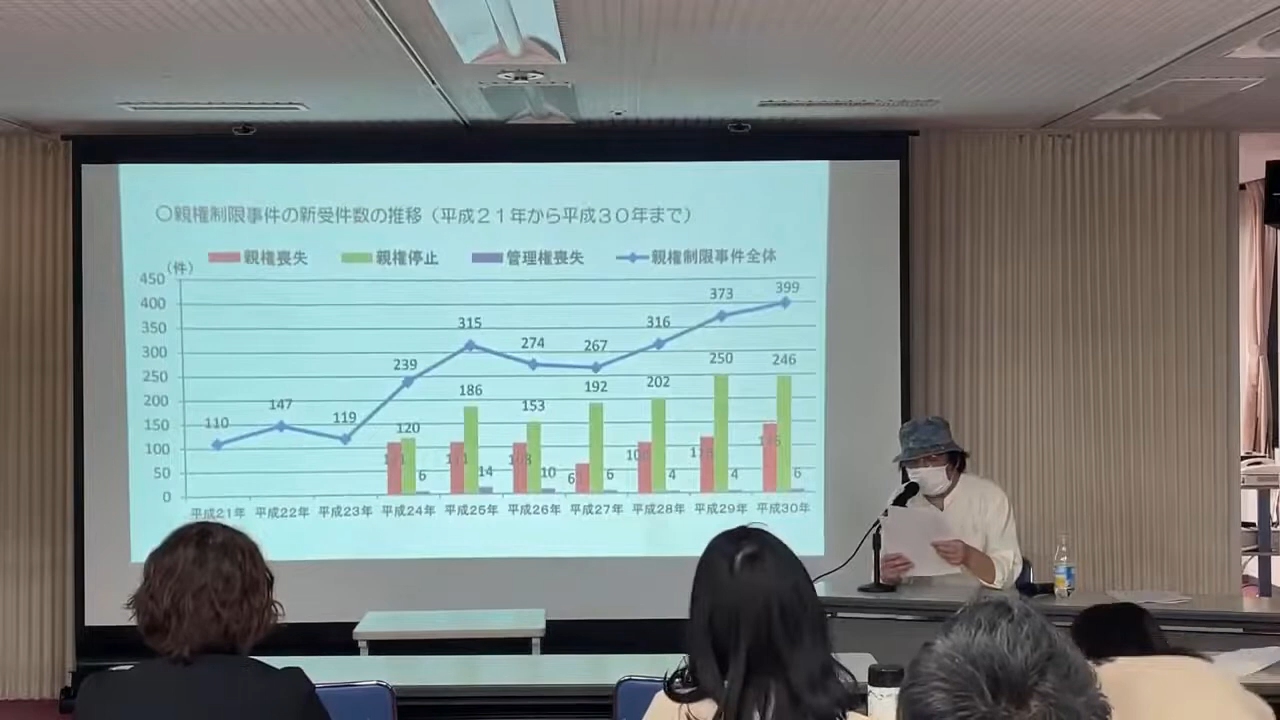 〇親権制限事件の新受件数の推移（平成２１年から平成３０年まで）
親権喪失 親権停止 管理権喪失 親権制限事件全体
（件）
450
400
350
300
250
200
150
100
50
0
110 147 119 239 315 274 267 316 373 399
120 186 153 192 202 250 246
6 14 10 6 4 4 6
平成21年 平成22年 平成23年 平成24年 平成25年 平成26年 平成27年 平成28年 平成29年 平成30年